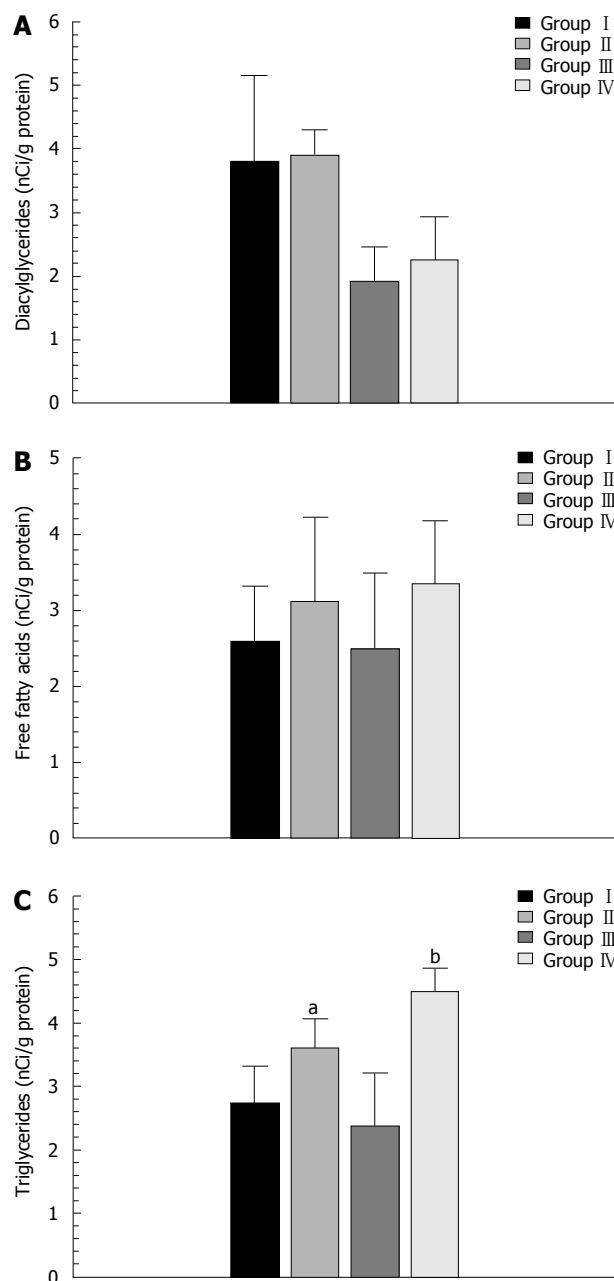 A
Diacylglycerides (nCi/g protein)
6
5
4
3
2
1
0
Group Ⅰ
Group Ⅱ
Group Ⅲ
Group Ⅳ
B
Free fatty acids (nCi/g protein)
5
4
3
2
1
0
Group Ⅰ
Group Ⅱ
Group Ⅲ
Group Ⅳ
C
Triglycerides (nCi/g protein)
6
5
4
3
2
1
0
a
b
Group Ⅰ
Group Ⅱ
Group Ⅲ
Group Ⅳ